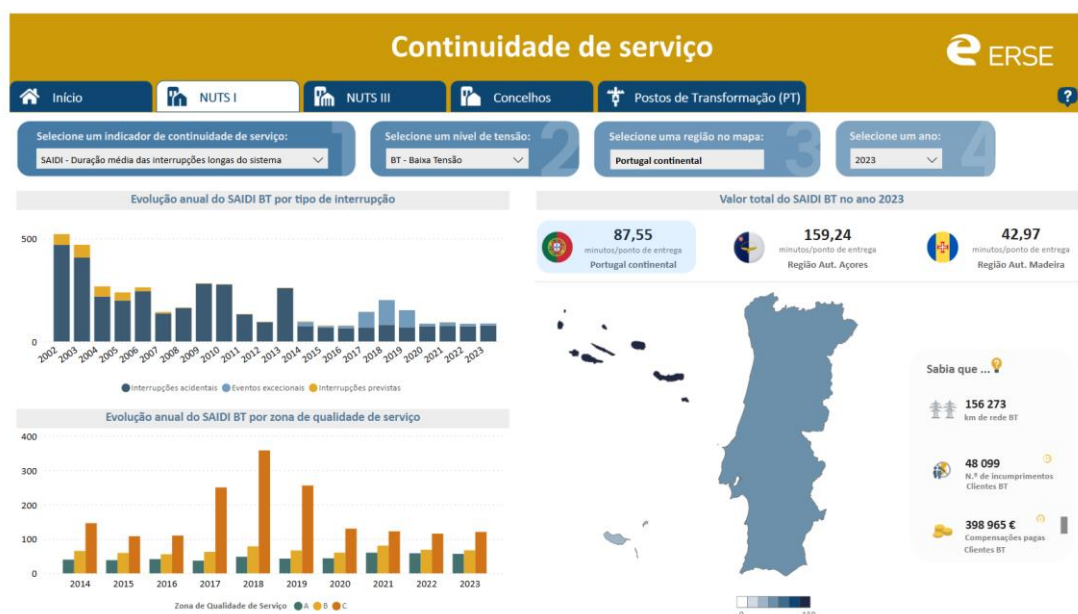 Continuidade de serviço
ERSE
Início
NUTS I
NUTS III
Concelhos
Postos de Transformação (PT)
?
Selecione um indicador de continuidade de serviço:
1
SAIDI - Duração média das interrupções longas do sistema
Selecione um nível de tensão:
2
BT - Baixa Tensão
Selecione uma região no mapa:
3
Portugal continental
Selecione um ano:
4
2023
Evolução anual do SAIDI BT por tipo de interrupção
500
0
2002 2003 2004 2005 2006 2007 2008 2009 2010 2011 2012 2013 2014 2015 2016 2017 2018 2019 2020 2021 2022 2023
Interrupções acidentais Eventos excecionais Interrupções previstas
Evolução anual do SAIDI BT por zona de qualidade de serviço
400
300
200
100
0
2014 2015 2016 2017 2018 2019 2020 2021 2022 2023
Zona de Qualidade de Serviço A B C
Valor total do SAIDI BT no ano 2023
87,55
minutos/ponto de entrega
Portugal continental
159,24
minutos/ponto de entrega
Região Aut. Açores
42,97
minutos/ponto de entrega
Região Aut. Madeira
Sabia que ...
156 273
km de rede BT
48 099
N.º de incumprimentos
Clientes BT
398 965 €
Compensações pagas
Clientes BT